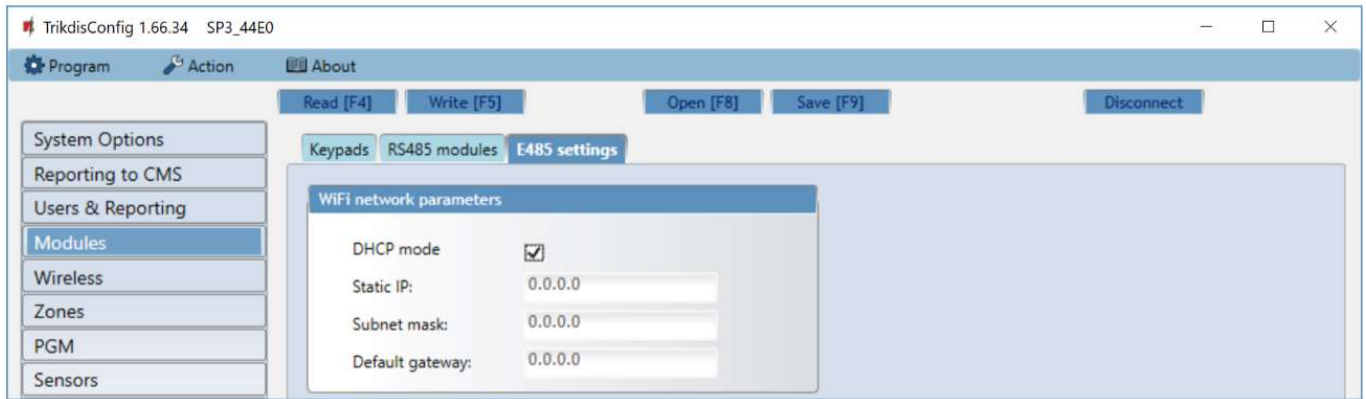 TrikdisConfig 1.66.34 SP3_44E0
Program Action About
Read [F4] Write [F5] Open [F8] Save [F9] Disconnect
System Options
Reporting to CMS
Users & Reporting
Modules
Wireless
Zones
PGM
Sensors
Keypads RS485 modules E485 settings
WiFi network parameters
DHCP mode
Static IP: 0.0.0.0
Subnet mask: 0.0.0.0
Default gateway: 0.0.0.0